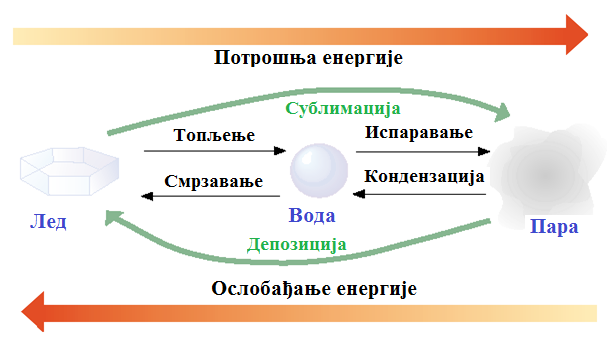 Потрошња енергије
Сублимација
Топљење
Испаравање
Смрзавање
Кондензација
Лед
Вода
Пара
Депозиција
Ослобађање енергије